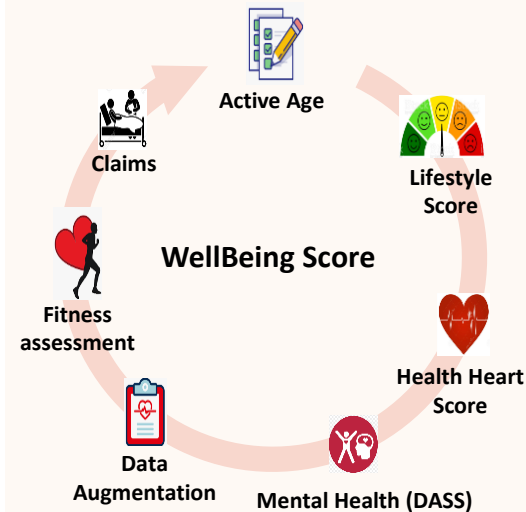 Active Age
Lifestyle
Score
Health Heart
Score
Mental Health (DASS)
Data
Augmentation
Fitness
assessment
Claims
WellBeing Score